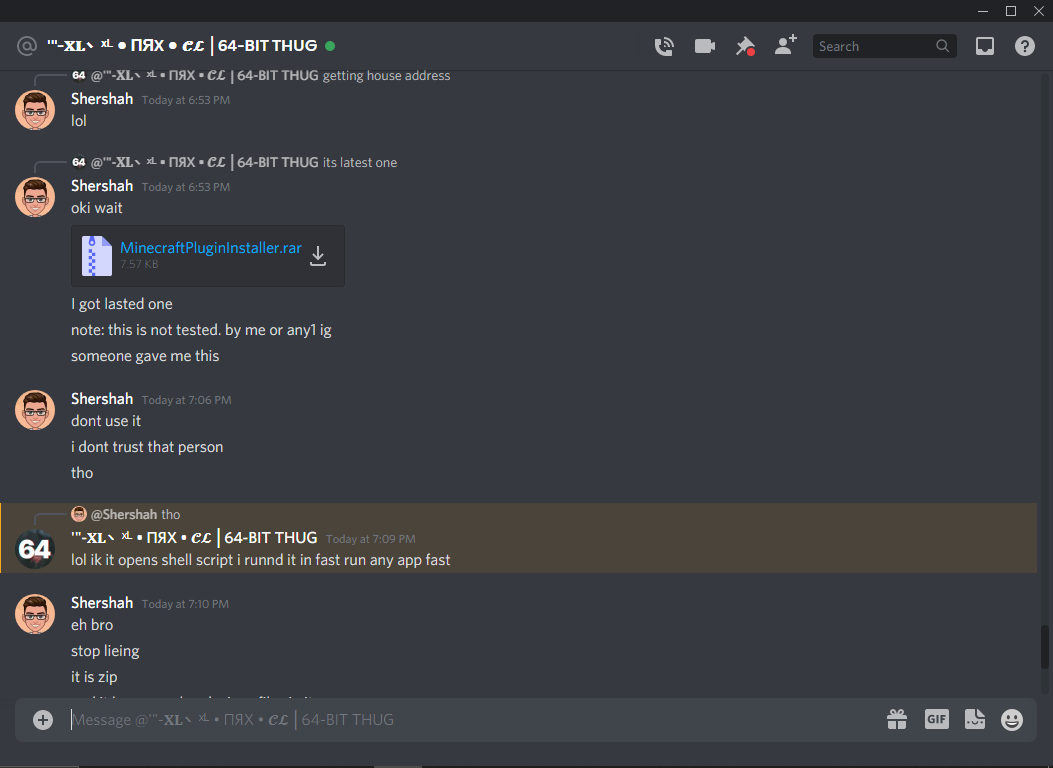 @ '"-𝐗𝐋丶 ˣᴸ • ПЯX • 𝓒𝓛 | 64-BIT THUG
Search
64 @'"-𝐗𝐋丶 ˣᴸ • ПЯX • 𝓒𝓛 | 64-BIT THUG getting house address
Shershah Today at 6:53 PM
lol
64 @'"-𝐗𝐋丶 ˣᴸ • ПЯX • 𝓒𝓛 | 64-BIT THUG its latest one
Shershah Today at 6:53 PM
oki wait
MinecraftPluginInstaller.rar
7.57 KB
I got lasted one
note: this is not tested. by me or any1 ig
someone gave me this
Shershah Today at 7:06 PM
dont use it
i dont trust that person
tho
@Shershah tho
'"-𝐗𝐋丶 ˣᴸ • ПЯX • 𝓒𝓛 | 64-BIT THUG Today at 7:09 PM
64
lol ik it opens shell script i runnd it in fast run any app fast
Shershah Today at 7:10 PM
eh bro
stop lieing
it is zip
Message @'"-𝐗𝐋丶 ˣᴸ • ПЯX • 𝓒𝓛 | 64-BIT THUG
GIF